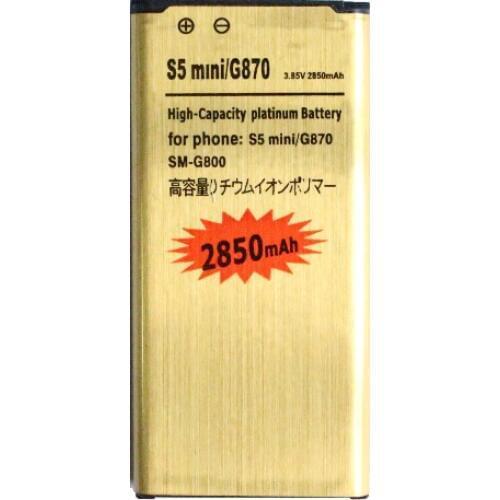 ⊕ ⊖
S5 mini/G870 3.85V 2850mAh
High-Capacity platinum Battery
for phone: S5 mini/G870
SM-G800
高容量リチウムイオンポリマー
2850mAh